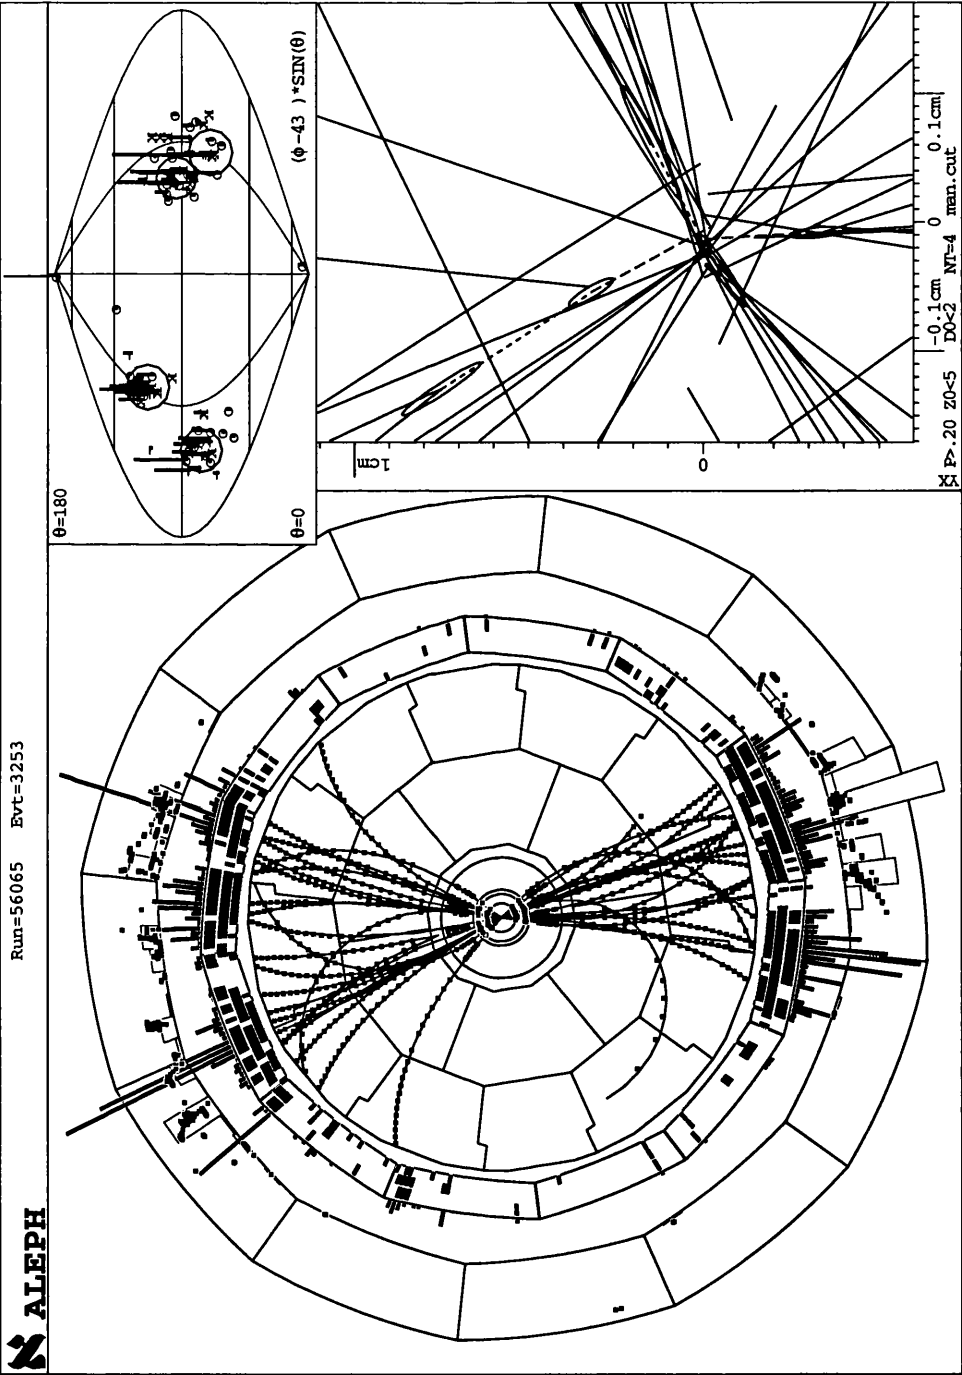 ALEPH
Run=56065 Evt=3253
θ=180
θ=0
(ϕ-43 )*SIN(θ)
1cm
0
-0.1cm
0
0.1cm
XY P>.20 Z0<5 D0<2 NT=4 man.cut